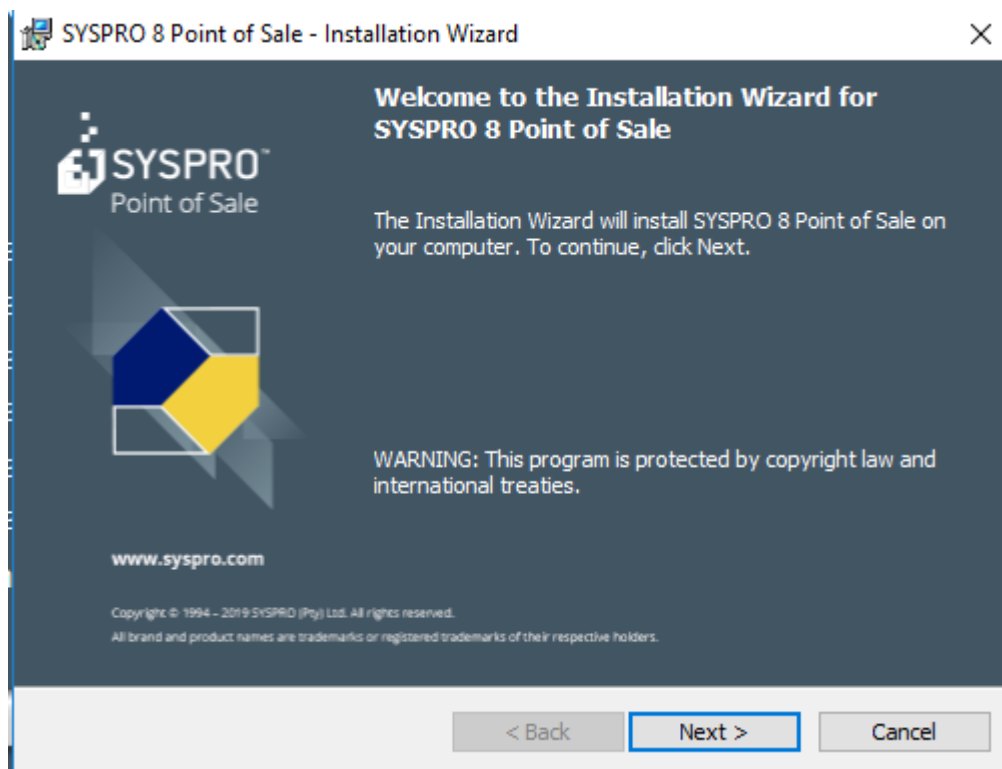 SYSPRO 8 Point of Sale - Installation Wizard
Welcome to the Installation Wizard for
SYSPRO 8 Point of Sale
SYSPRO™
Point of Sale
The Installation Wizard will install SYSPRO 8 Point of Sale on
your computer. To continue, click Next.
WARNING: This program is protected by copyright law and
international treaties.
www.syspro.com
Copyright © 1994 – 2019 SYSPRO (Pty) Ltd. All rights reserved.
All brand and product names are trademarks or registered trademarks of their respective holders.
< Back
Next >
Cancel